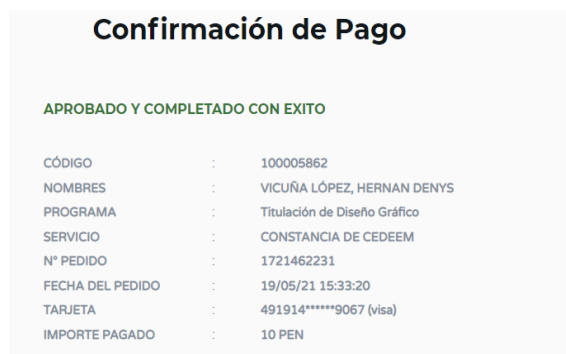 Confirmación de Pago
APROBADO Y COMPLETADO CON EXITO
CÓDIGO : 100005862
NOMBRES : VICUÑA LÓPEZ, HERNAN DENYS
PROGRAMA : Titulación de Diseño Gráfico
SERVICIO : CONSTANCIA DE CEDEEM
N° PEDIDO : 1721462231
FECHA DEL PEDIDO : 19/05/21 15:33:20
TARJETA : 491914******9067 (visa)
IMPORTE PAGADO : 10 PEN